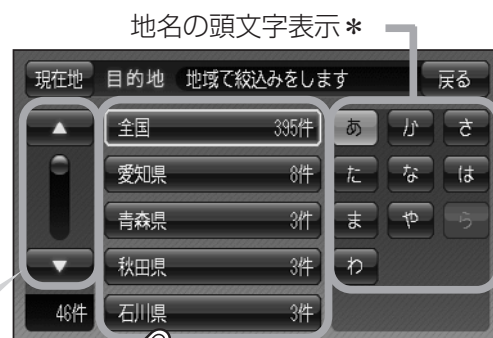 地名の頭文字表示＊
現在地 目的地 地域で絞込みをします 戻る
▲ 全国 395件 あ か さ
愛知県 8件 た な は
青森県 3件 ま や ら
▼ 秋田県 3件 わ
46件 石川県 3件